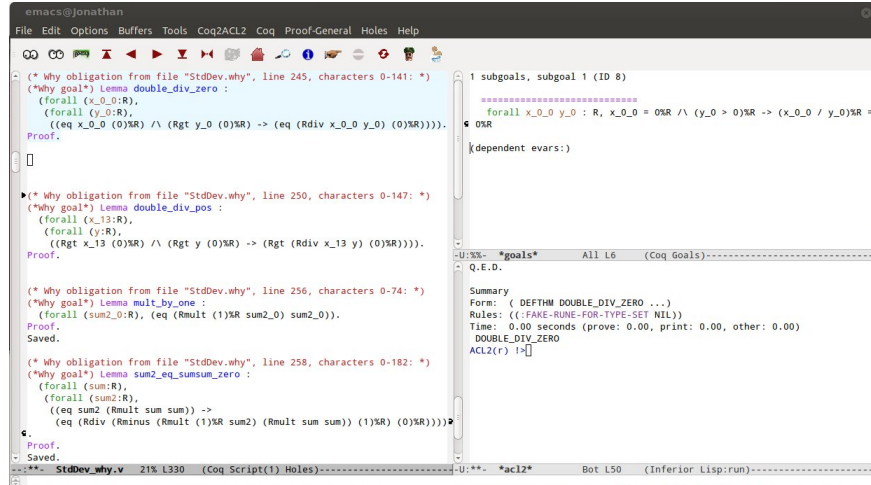 emacs@Jonathan
File Edit Options Buffers Tools Coq2ACL2 Coq Proof-General Holes Help
(* Why obligation from file "StdDev.why", line 245, characters 0-141: *)
(*Why goal*) Lemma double_div_zero :
(forall (x_0_0:R),
(forall (y_0:R),
((eq x_0_0 (0)%R) /\ (Rgt y_0 (0)%R) -> (eq (Rdiv x_0_0 y_0) (0)%R)))).
Proof.
(* Why obligation from file "StdDev.why", line 250, characters 0-147: *)
(*Why goal*) Lemma double_div_pos :
(forall (x_13:R),
(forall (y:R),
((Rgt x_13 (0)%R) /\ (Rgt y (0)%R) -> (Rgt (Rdiv x_13 y) (0)%R)))).
Proof.
(* Why obligation from file "StdDev.why", line 256, characters 0-74: *)
(*Why goal*) Lemma mult_by_one :
(forall (sum2_0:R), (eq (Rmult (1)%R sum2_0) sum2_0)).
Proof.
Saved.
(* Why obligation from file "StdDev.why", line 258, characters 0-182: *)
(*Why goal*) Lemma sum2_eq_sumsum_zero :
(forall (sum:R),
(forall (sum2:R),
((eq sum2 (Rmult sum sum)) ->
(eq (Rdiv (Rminus (Rmult (1)%R sum2) (Rmult sum sum)) (1)%R) (0)%R))))
.
Proof.
Saved.
--:**- StdDev_why.v 21% L330 (Coq Script(1) Holes)--------------------------
1 subgoals, subgoal 1 (ID 8)
============================
forall x_0_0 y_0 : R, x_0_0 = 0%R /\ (y_0 > 0)%R -> (x_0_0 / y_0)%R =
0%R
(dependent evars:)
-U:%%- *goals* All L6 (Coq Goals)----------------------------
Q.E.D.
Summary
Form: ( DEFTHM DOUBLE_DIV_ZERO ...)
Rules: ((:FAKE-RUNE-FOR-TYPE-SET NIL))
Time: 0.00 seconds (prove: 0.00, print: 0.00, other: 0.00)
DOUBLE_DIV_ZERO
ACL2(r) !>
-U:**- *acl2* Bot L50 (Inferior Lisp:run)---------------------